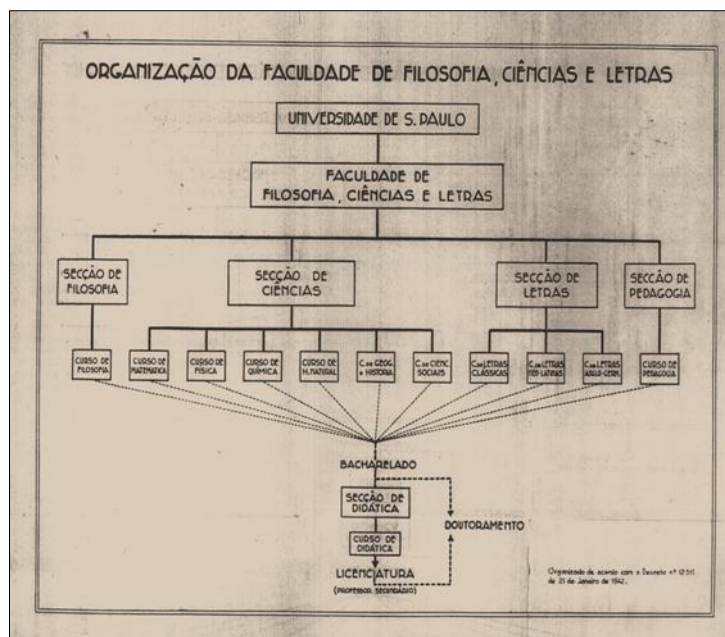 ORGANIZAÇÃO DA FACULDADE DE FILOSOFIA, CIÊNCIAS E LETRAS
UNIVERSIDADE DE S. PAULO
FACULDADE DE
FILOSOFIA, CIÊNCIAS E LETRAS
SECÇÃO DE
FILOSOFIA
SECÇÃO DE
CIÊNCIAS
SECÇÃO DE
LETRAS
SECÇÃO DE
PEDAGOGIA
CURSO DE
FILOSOFIA
CURSO DE
MATEMATICA
CURSO DE
FÍSICA
CURSO DE
QUÍMICA
CURSO DE
H. NATURAL
C. DE GEOG.
E HISTORIA
C. DE CIENC.
SOCIAIS
C. DE LETRAS
CLÁSSICAS
C. DE LETRAS
NEO-LATINAS
C. DE LETRAS
ANGLO-GERM.
CURSO DE
PEDAGOGIA
BACHARELADO
SECÇÃO DE
DIDÁTICA
DOUTORAMENTO
CURSO DE
DIDÁTICA
LICENCIATURA
(PROFESSOR SECUNDÁRIO)
Organizado de acordo com o Decreto nº 12.511
de 21 de Janeiro de 1942.